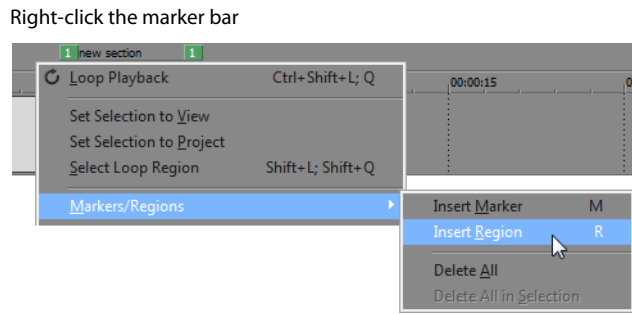 Right-click the marker bar
1 new section 1
Loop Playback Ctrl+Shift+L; Q
00:00:15 0
Set Selection to View
Set Selection to Project
Select Loop Region Shift+L; Shift+Q
Markers/Regions
Insert Marker M
Insert Region R
Delete All
Delete All in Selection